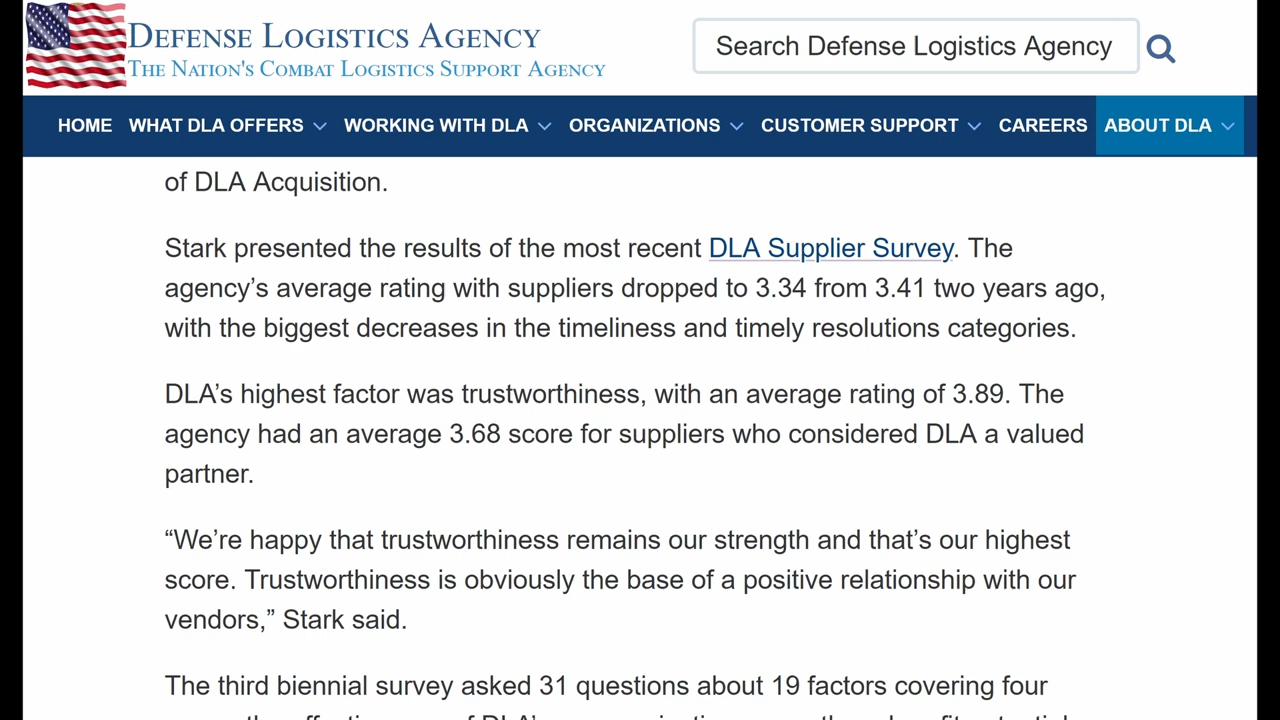 DEFENSE LOGISTICS AGENCY
THE NATION'S COMBAT LOGISTICS SUPPORT AGENCY
Search Defense Logistics Agency
HOME WHAT DLA OFFERS WORKING WITH DLA ORGANIZATIONS CUSTOMER SUPPORT CAREERS ABOUT DLA
of DLA Acquisition.
Stark presented the results of the most recent DLA Supplier Survey. The
agency’s average rating with suppliers dropped to 3.34 from 3.41 two years ago,
with the biggest decreases in the timeliness and timely resolutions categories.
DLA’s highest factor was trustworthiness, with an average rating of 3.89. The
agency had an average 3.68 score for suppliers who considered DLA a valued
partner.
“We’re happy that trustworthiness remains our strength and that’s our highest
score. Trustworthiness is obviously the base of a positive relationship with our
vendors,” Stark said.
The third biennial survey asked 31 questions about 19 factors covering four